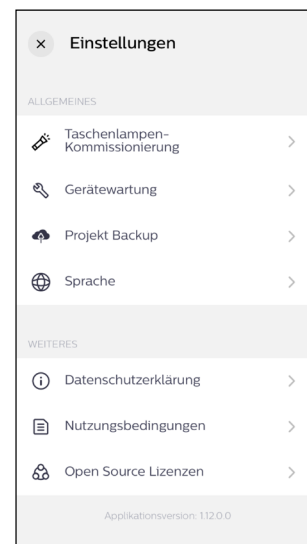 Einstellungen
ALLGEMEINES
Taschenlampen-
Kommissionierung
Gerätewartung
Projekt Backup
Sprache
WEITERES
Datenschutzerklärung
Nutzungsbedingungen
Open Source Lizenzen
Applikationsversion: 1.12.0.0